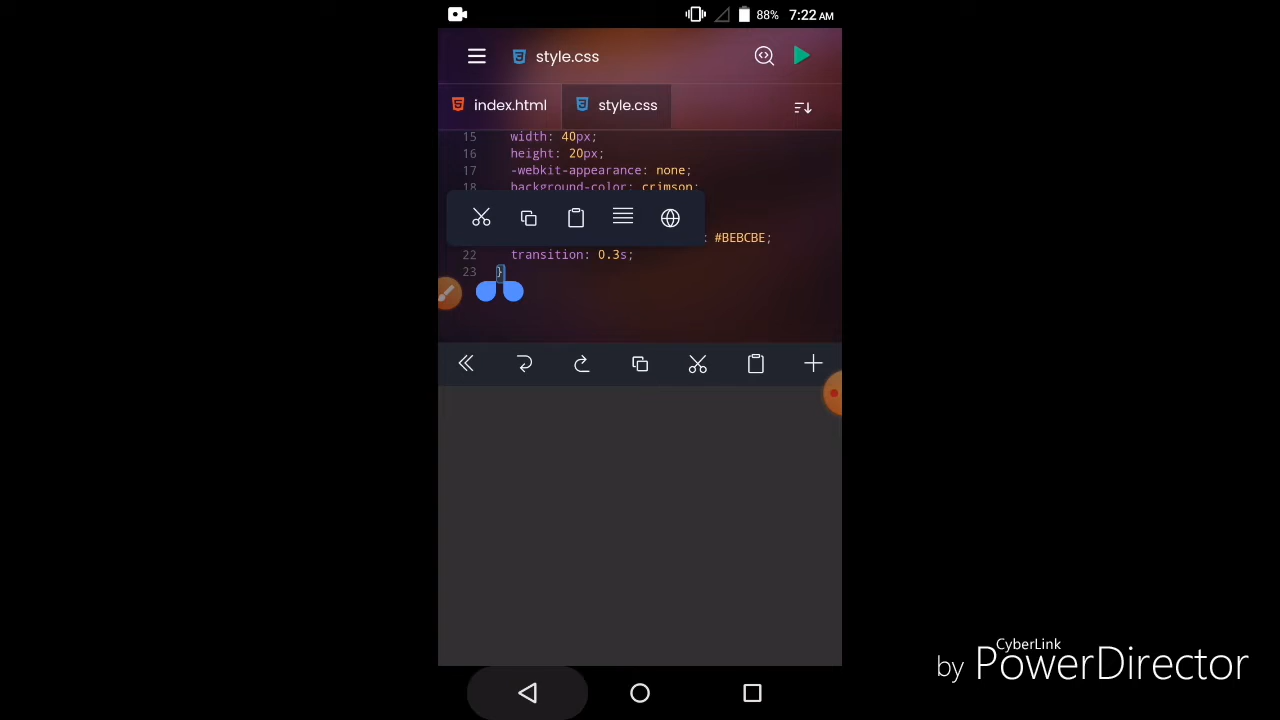 88% 7:22 AM
style.css
index.html
style.css
15 width: 40px;
16 height: 20px;
17 -webkit-appearance: none;
18 background-color: crimson;
: #BEBCBE;
22 transition: 0.3s;
23 }
CyberLink
by PowerDirector